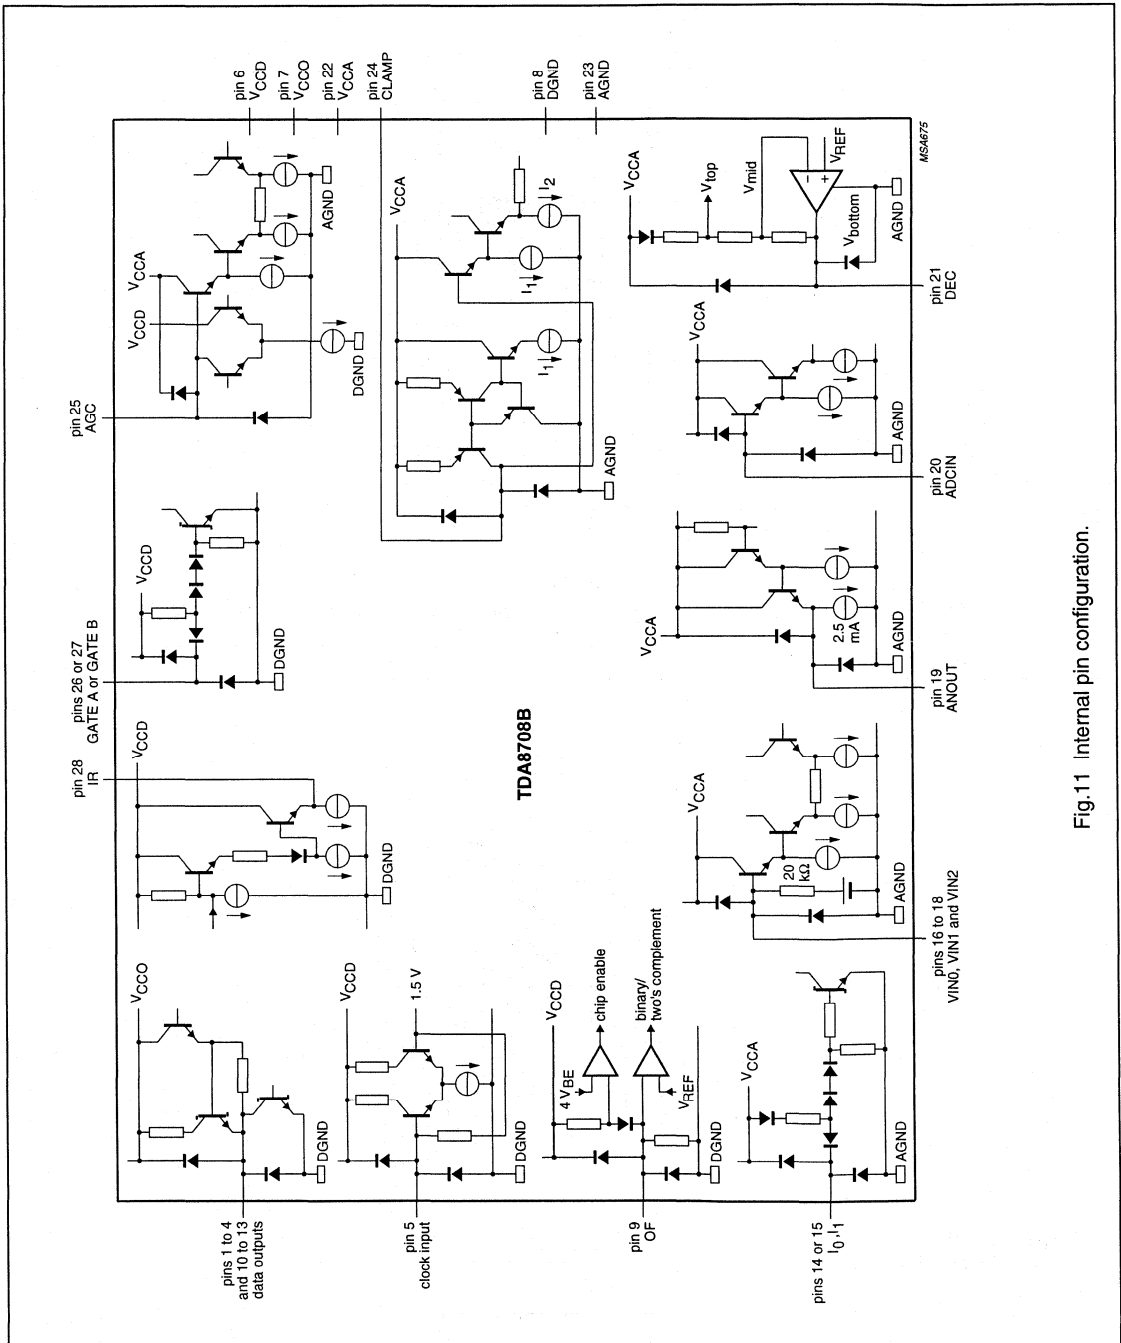 pins 1 to 4
and 10 to 13
data outputs
VCCO
DGND
pin 28
IR
VCCD
DGND
pins 26 or 27
GATE A or GATE B
VCCD
DGND
pin 25
AGC
VCCD
VCCA
DGND
AGND
pin 6
VCCD
pin 7
VCCO
pin 22
VCCA
pin 24
CLAMP
pin 5
clock input
VCCD
1.5 V
DGND
TDA8708B
VCCA
I1
I1
I2
AGND
pin 8
DGND
pin 23
AGND
pin 9
OF
VCCD
4 VBE
chip enable
binary/
two's complement
VREF
DGND
pins 14 or 15
I0, I1
VCCA
AGND
pins 16 to 18
VIN0, VIN1 and VIN2
VCCA
20
kΩ
AGND
pin 19
ANOUT
VCCA
2.5
mA
AGND
pin 20
ADCIN
VCCA
AGND
pin 21
DEC
VCCA
Vtop
Vmid
VREF
Vbottom
AGND
MSA675
Fig.11 Internal pin configuration.